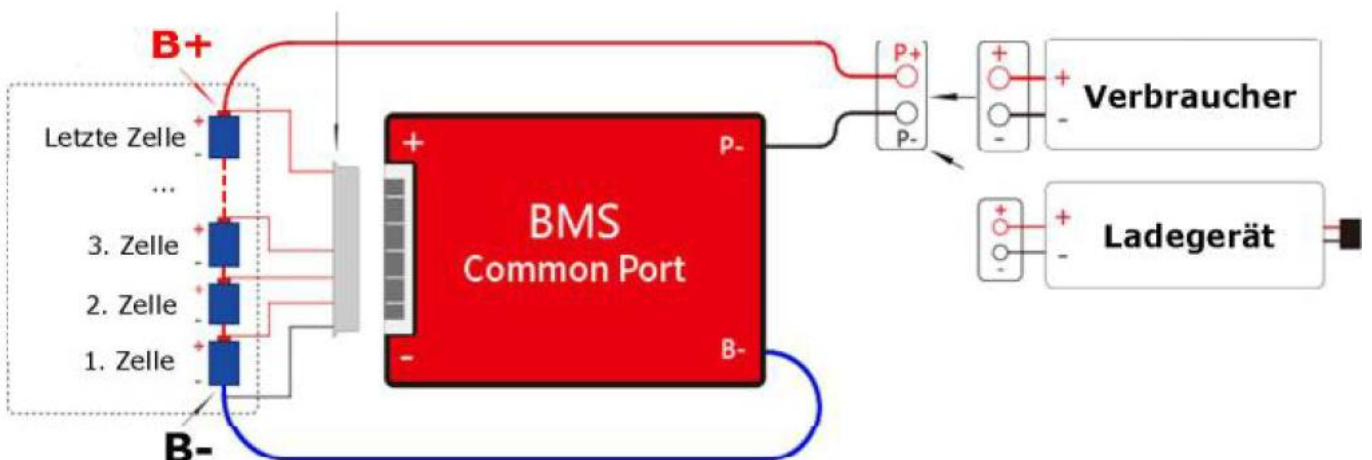 B+
Letzte Zelle
+
-
...
3. Zelle
+
-
2. Zelle
+
-
1. Zelle
+
-
B-
+
-
BMS
Common Port
P-
B-
P+
P-
+
-
+
-
Verbraucher
+
-
+
-
Ladegerät